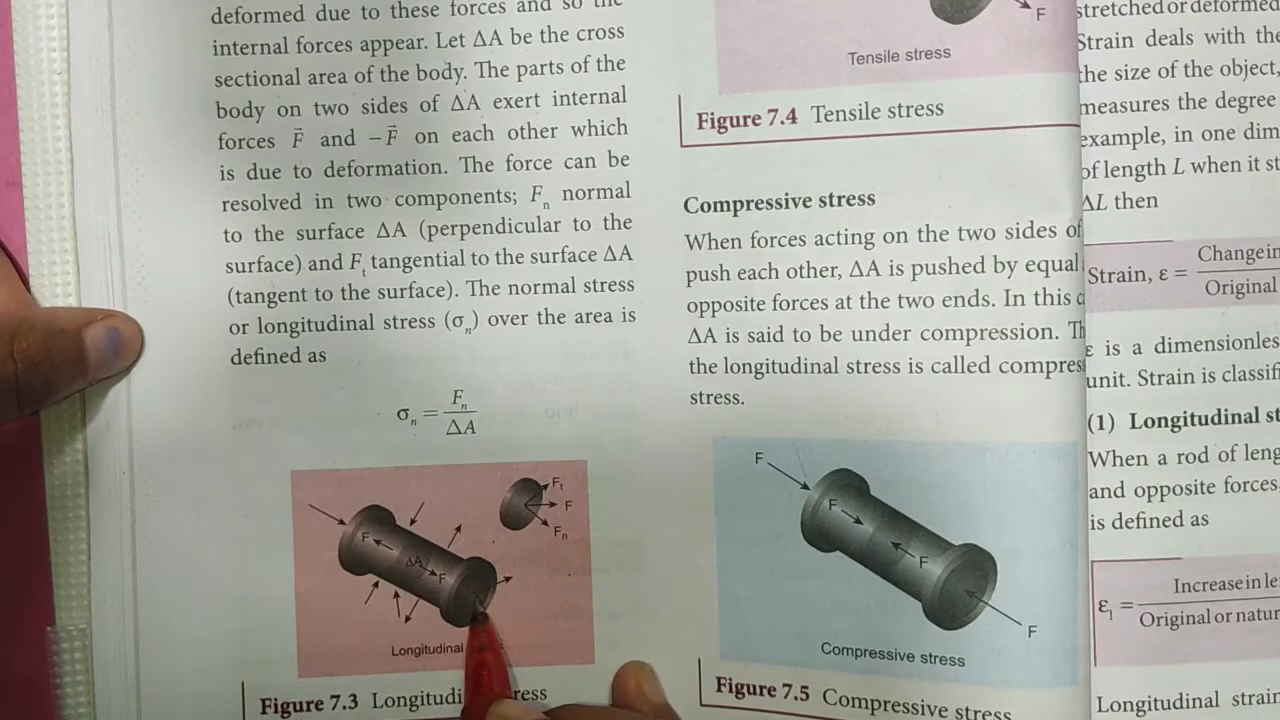 deformed due to these forces and so the
internal forces appear. Let ΔA be the cross
sectional area of the body. The parts of the
body on two sides of ΔA exert internal
forces F⃗ and −F⃗ on each other which
is due to deformation. The force can be
resolved in two components; Fₙ normal
to the surface ΔA (perpendicular to the
surface) and Fₜ tangential to the surface ΔA
(tangent to the surface). The normal stress
or longitudinal stress (σₙ) over the area is
defined as
σₙ = Fₙ / ΔA
Fₜ
F
Fₙ
F
ΔA
F
Longitudinal
Figure 7.3 Longitudi ress
F
Tensile stress
Figure 7.4 Tensile stress
Compressive stress
When forces acting on the two sides of
push each other, ΔA is pushed by equal
opposite forces at the two ends. In this
ΔA is said to be under compression. Th
the longitudinal stress is called compres
stress.
F
F
F
F
Compressive stress
Figure 7.5 Compressive stress
stretched or deformed
Strain deals with the
the size of the object,
measures the degree
example, in one dim
of length L when it st
ΔL then
Strain, ε = Change in / Original
ε is a dimensionles
unit. Strain is classifi
(1) Longitudinal st
When a rod of leng
and opposite forces
is defined as
εₗ = Increase in le / Original or natur
Longitudinal strain